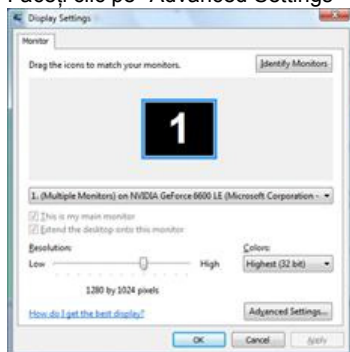 Faceți clic pe "Advanced Settings"
Display Settings
Monitor
Drag the icons to match your monitors.
Identify Monitors
1
1. (Multiple Monitors) on NVIDIA GeForce 6600 LE (Microsoft Corporation -
This is my main monitor
Extend the desktop onto this monitor
Resolution:
Low
High
1280 by 1024 pixels
Colors:
Highest (32 bit)
How do I get the best display?
Advanced Settings...
OK
Cancel
Apply